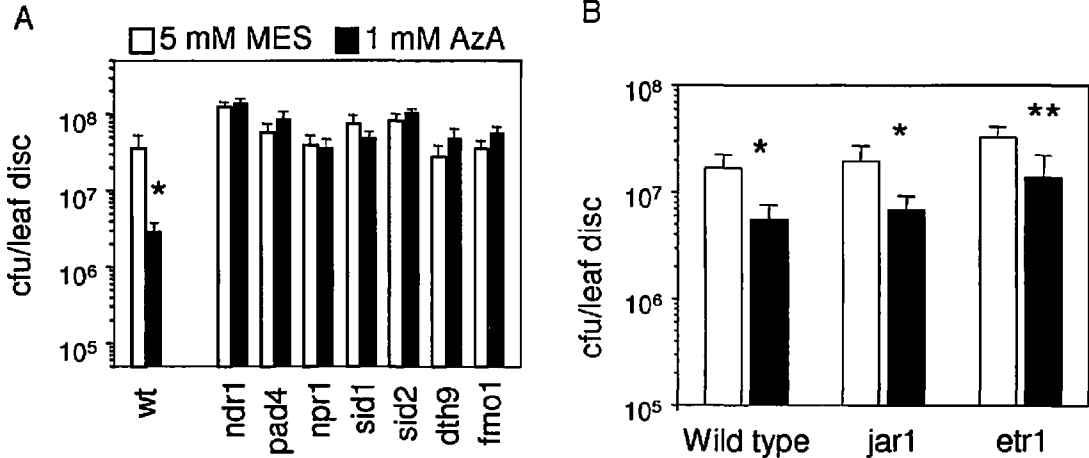 A
5 mM MES 1 mM AzA
cfu/leaf disc
10^8
10^7
10^6
10^5
*
wt
ndr1
pad4
npr1
sid1
sid2
dth9
fmo1
B
cfu/leaf disc
10^8
10^7
10^6
10^5
*
*
**
Wild type jar1 etr1